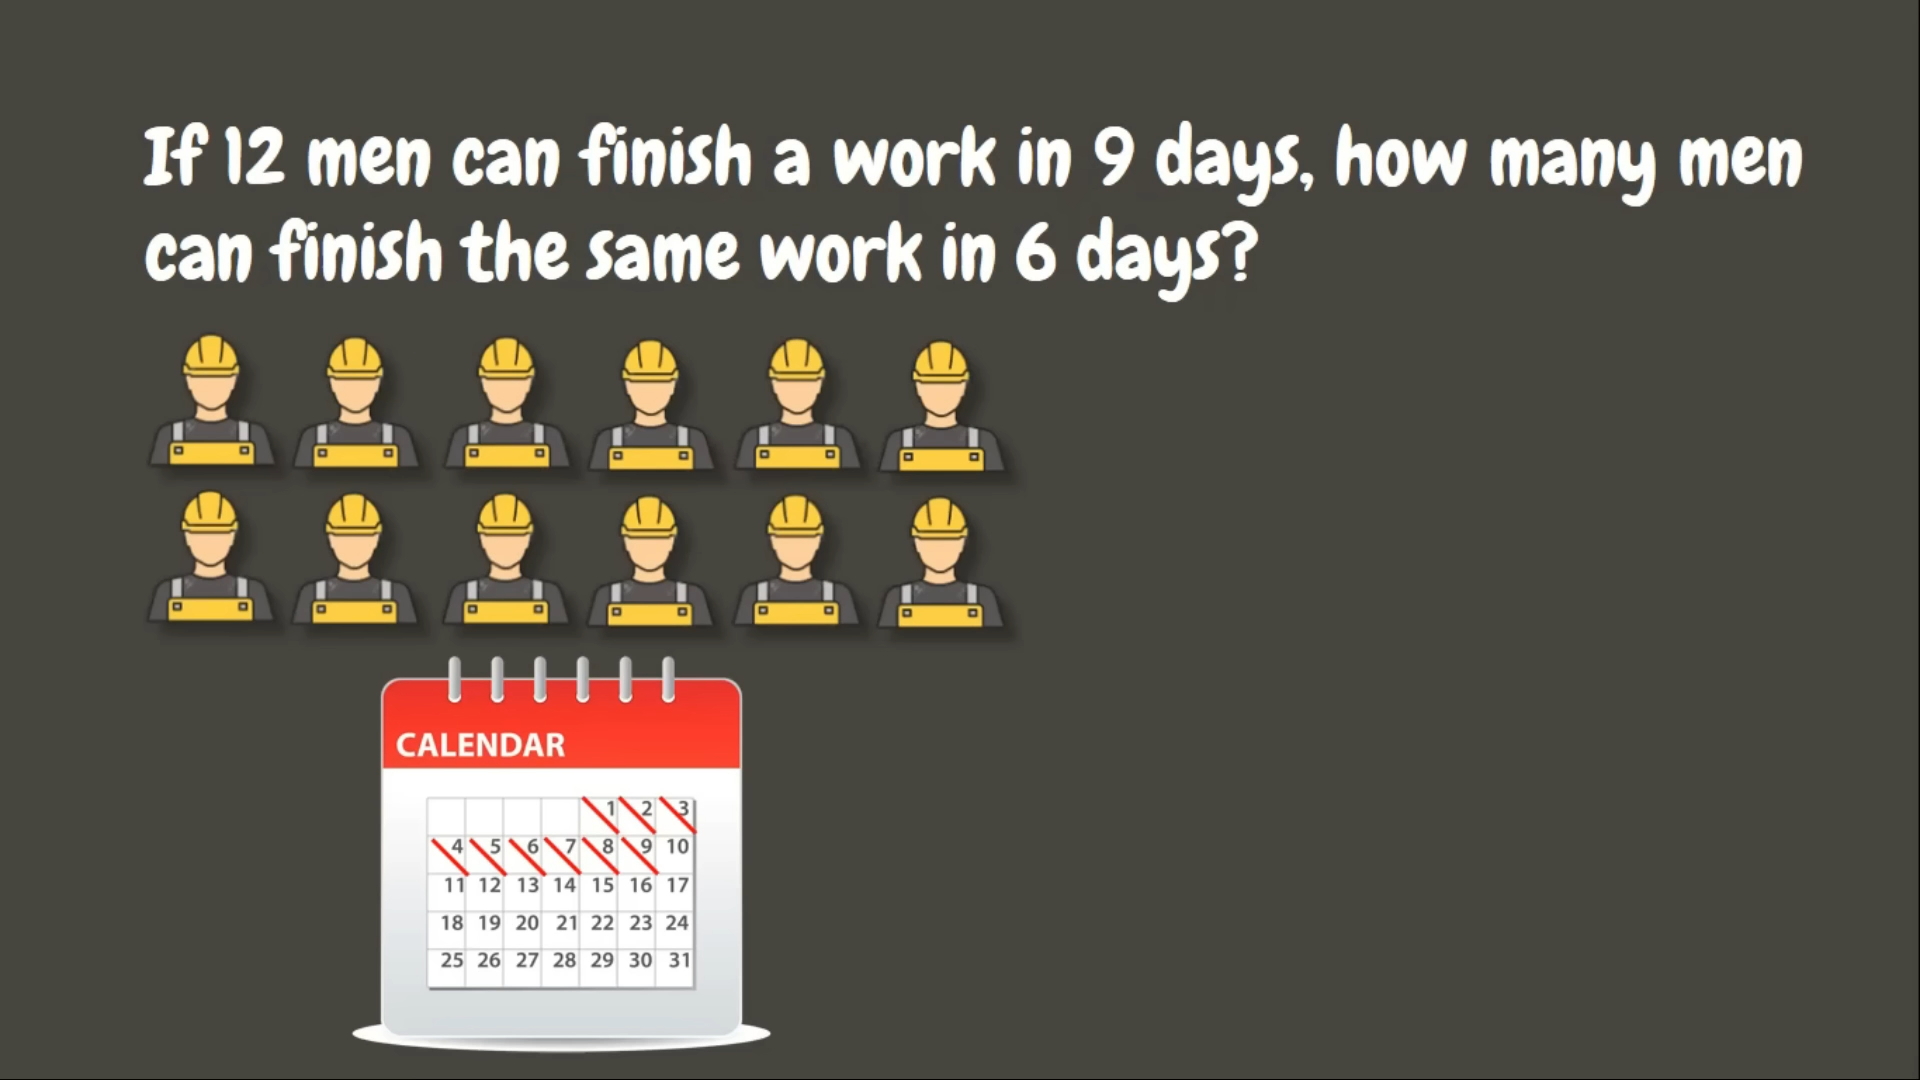 If 12 men can finish a work in 9 days, how many men
can finish the same work in 6 days?
CALENDAR
1 2 3
4 5 6 7 8 9 10
11 12 13 14 15 16 17
18 19 20 21 22 23 24
25 26 27 28 29 30 31